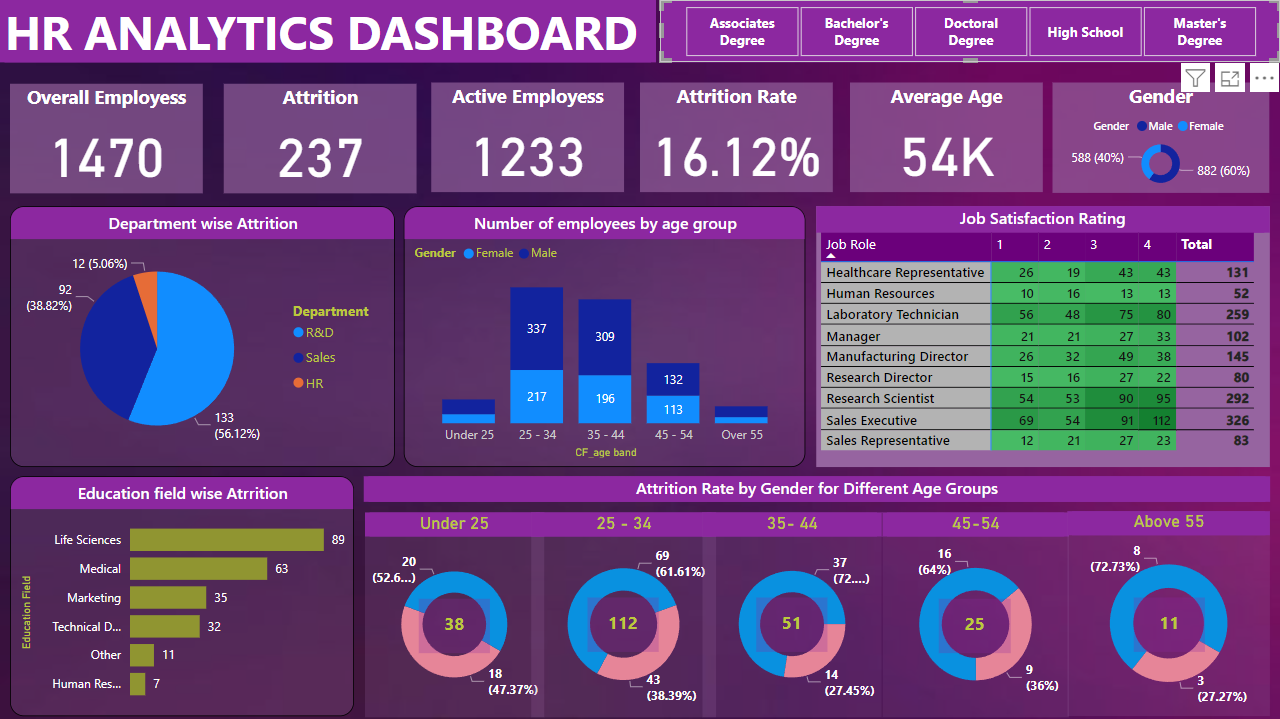 HR ANALYTICS DASHBOARD
Associates
Degree
Bachelor's
Degree
Doctoral
Degree
High School
Master's
Degree
Overall Employess
1470
Attrition
237
Active Employess
1233
Attrition Rate
16.12%
Average Age
54K
Gender
Gender Male Female
588 (40%)
882 (60%)
Department wise Attrition
12 (5.06%)
92
(38.82%)
133
(56.12%)
Department
R&D
Sales
HR
Number of employees by age group
Gender Female Male
337
309
132
217
196
113
Under 25 25 - 34 35 - 44 45 - 54 Over 55
CF_age band
Job Satisfaction Rating
Job Role 1 2 3 4 Total
Healthcare Representative 26 19 43 43 131
Human Resources 10 16 13 13 52
Laboratory Technician 56 48 75 80 259
Manager 21 21 27 33 102
Manufacturing Director 26 32 49 38 145
Research Director 15 16 27 22 80
Research Scientist 54 53 90 95 292
Sales Executive 69 54 91 112 326
Sales Representative 12 21 27 23 83
Education field wise Atrrition
Education Field
Life Sciences 89
Medical 63
Marketing 35
Technical D... 32
Other 11
Human Res... 7
Attrition Rate by Gender for Different Age Groups
Under 25
20
(52.6...)
38
18
(47.37%)
25 - 34
69
(61.61%)
112
43
(38.39%)
35- 44
37
(72....)
51
14
(27.45%)
45-54
16
(64%)
25
9
(36%)
Above 55
8
(72.73%)
11
3
(27.27%)